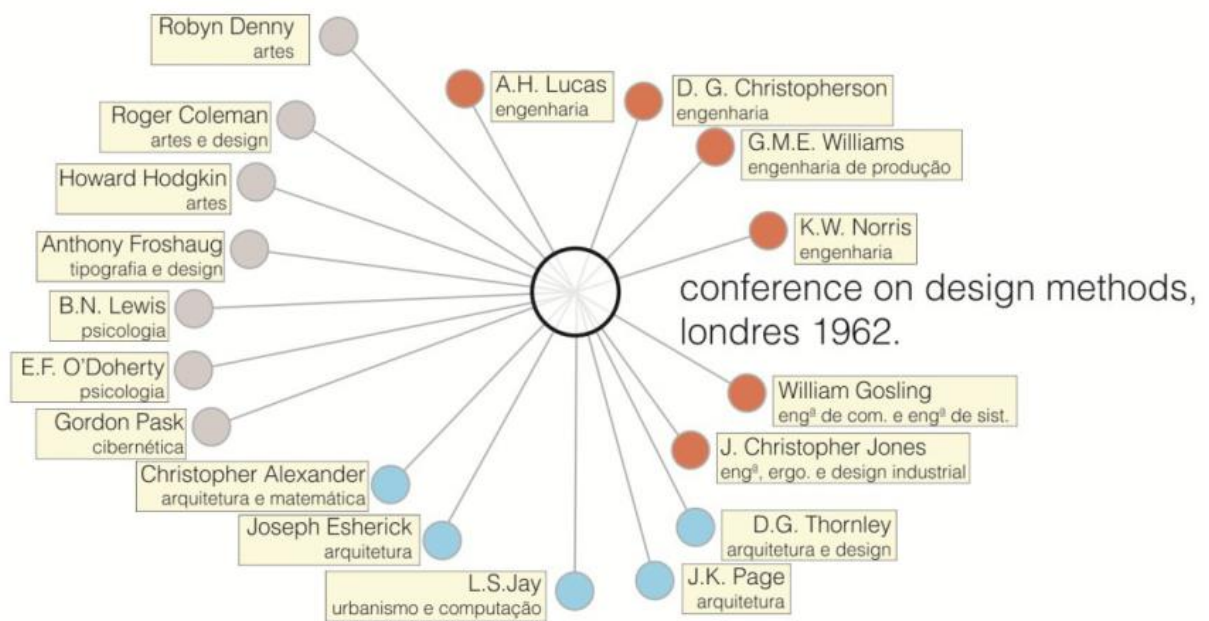 Robyn Denny
artes
A.H. Lucas
engenharia
D. G. Christopherson
engenharia
Roger Coleman
artes e design
G.M.E. Williams
engenharia de produção
Howard Hodgkin
artes
K.W. Norris
engenharia
Anthony Froshaug
tipografia e design
conference on design methods,
londres 1962.
B.N. Lewis
psicologia
E.F. O'Doherty
psicologia
William Gosling
engª de com. e engª de sist.
Gordon Pask
cibernética
J. Christopher Jones
engª, ergo. e design industrial
Christopher Alexander
arquitetura e matemática
Joseph Esherick
arquitetura
D.G. Thornley
arquitetura e design
L.S.Jay
urbanismo e computação
J.K. Page
arquitetura